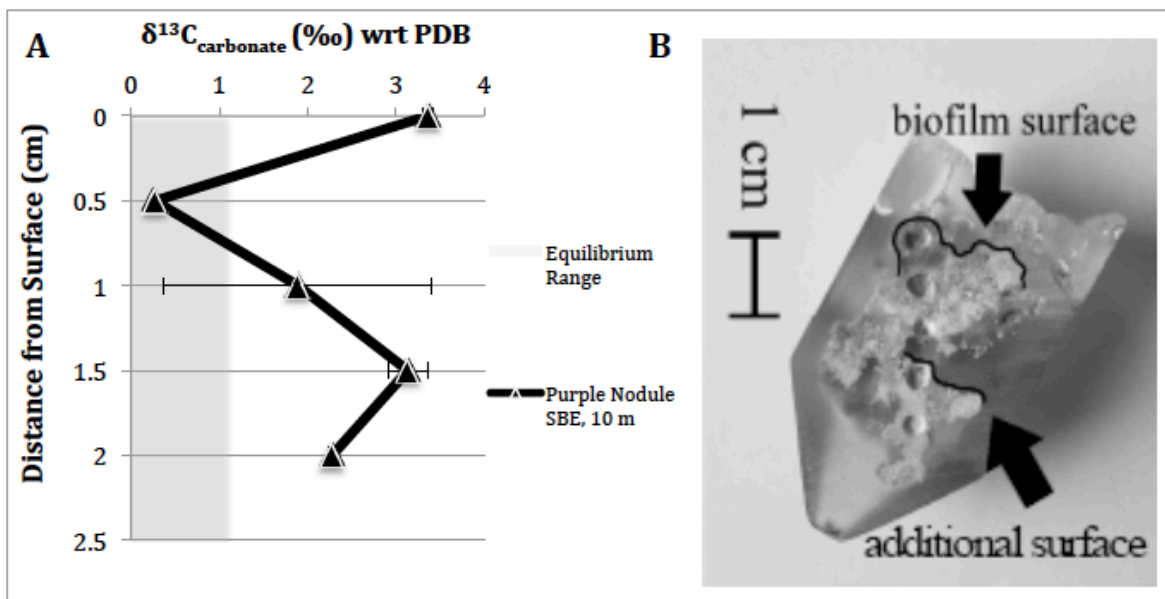 A
δ¹³Ccarbonate (‰) wrt PDB
0 1 2 3 4
Distance from Surface (cm)
0
0.5
1
1.5
2
2.5
Equilibrium
Range
Purple Nodule
SBE, 10 m
B
1 cm
biofilm surface
additional surface